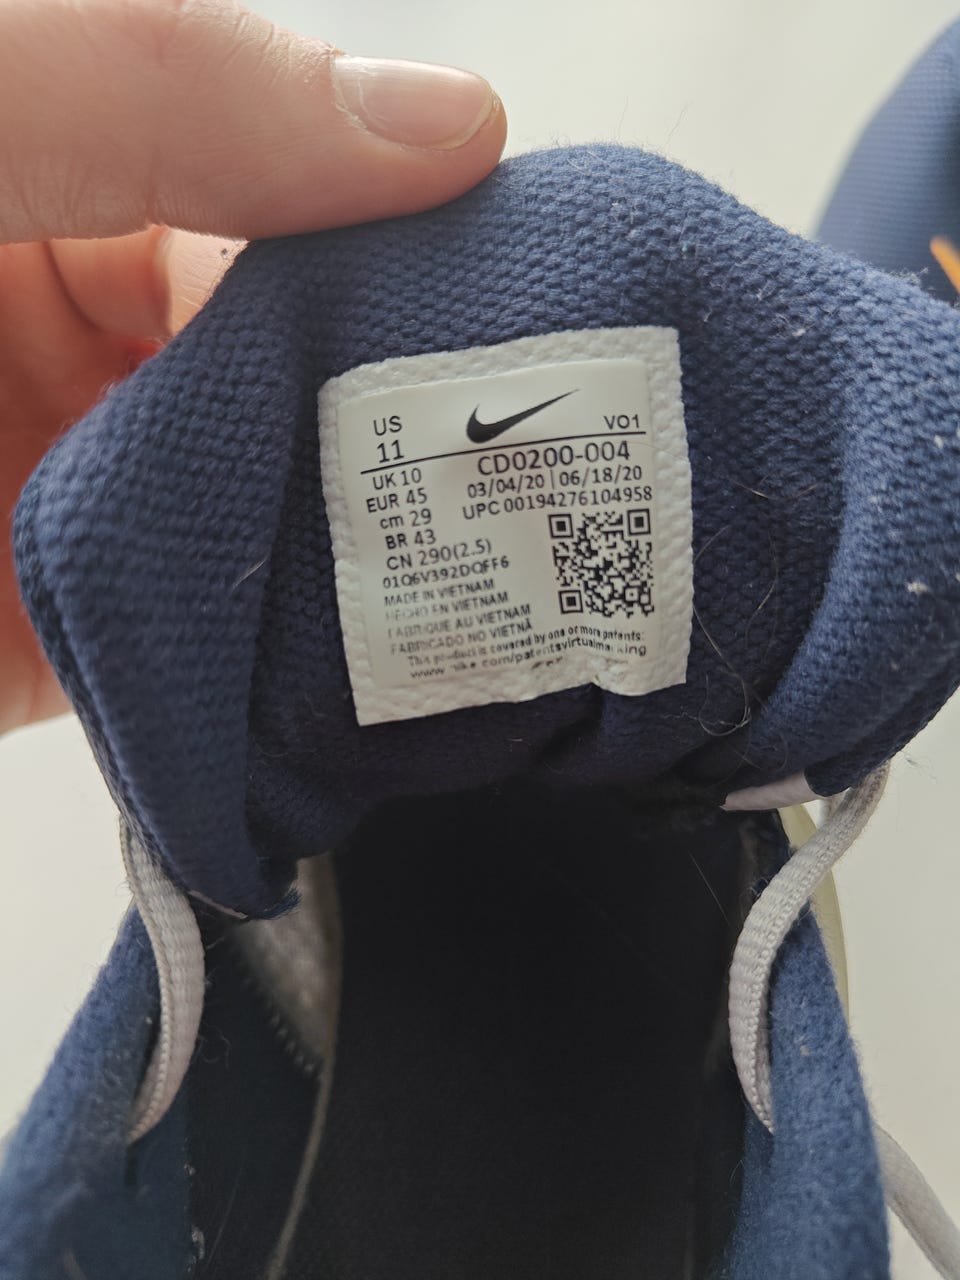 US
11
VO1
UK 10
EUR 45
cm 29
BR 43
CN 290(2.5)
CD0200-004
03/04/20 | 06/18/20
UPC 00194276104958
01Q6V392DQFF6
MADE IN VIETNAM
HECHO EN VIETNAM
FABRIQUE AU VIETNAM
FABRICADO NO VIETNÃ
This product is covered by one or more patents:
www.nike.com/patentsvirtualmarking